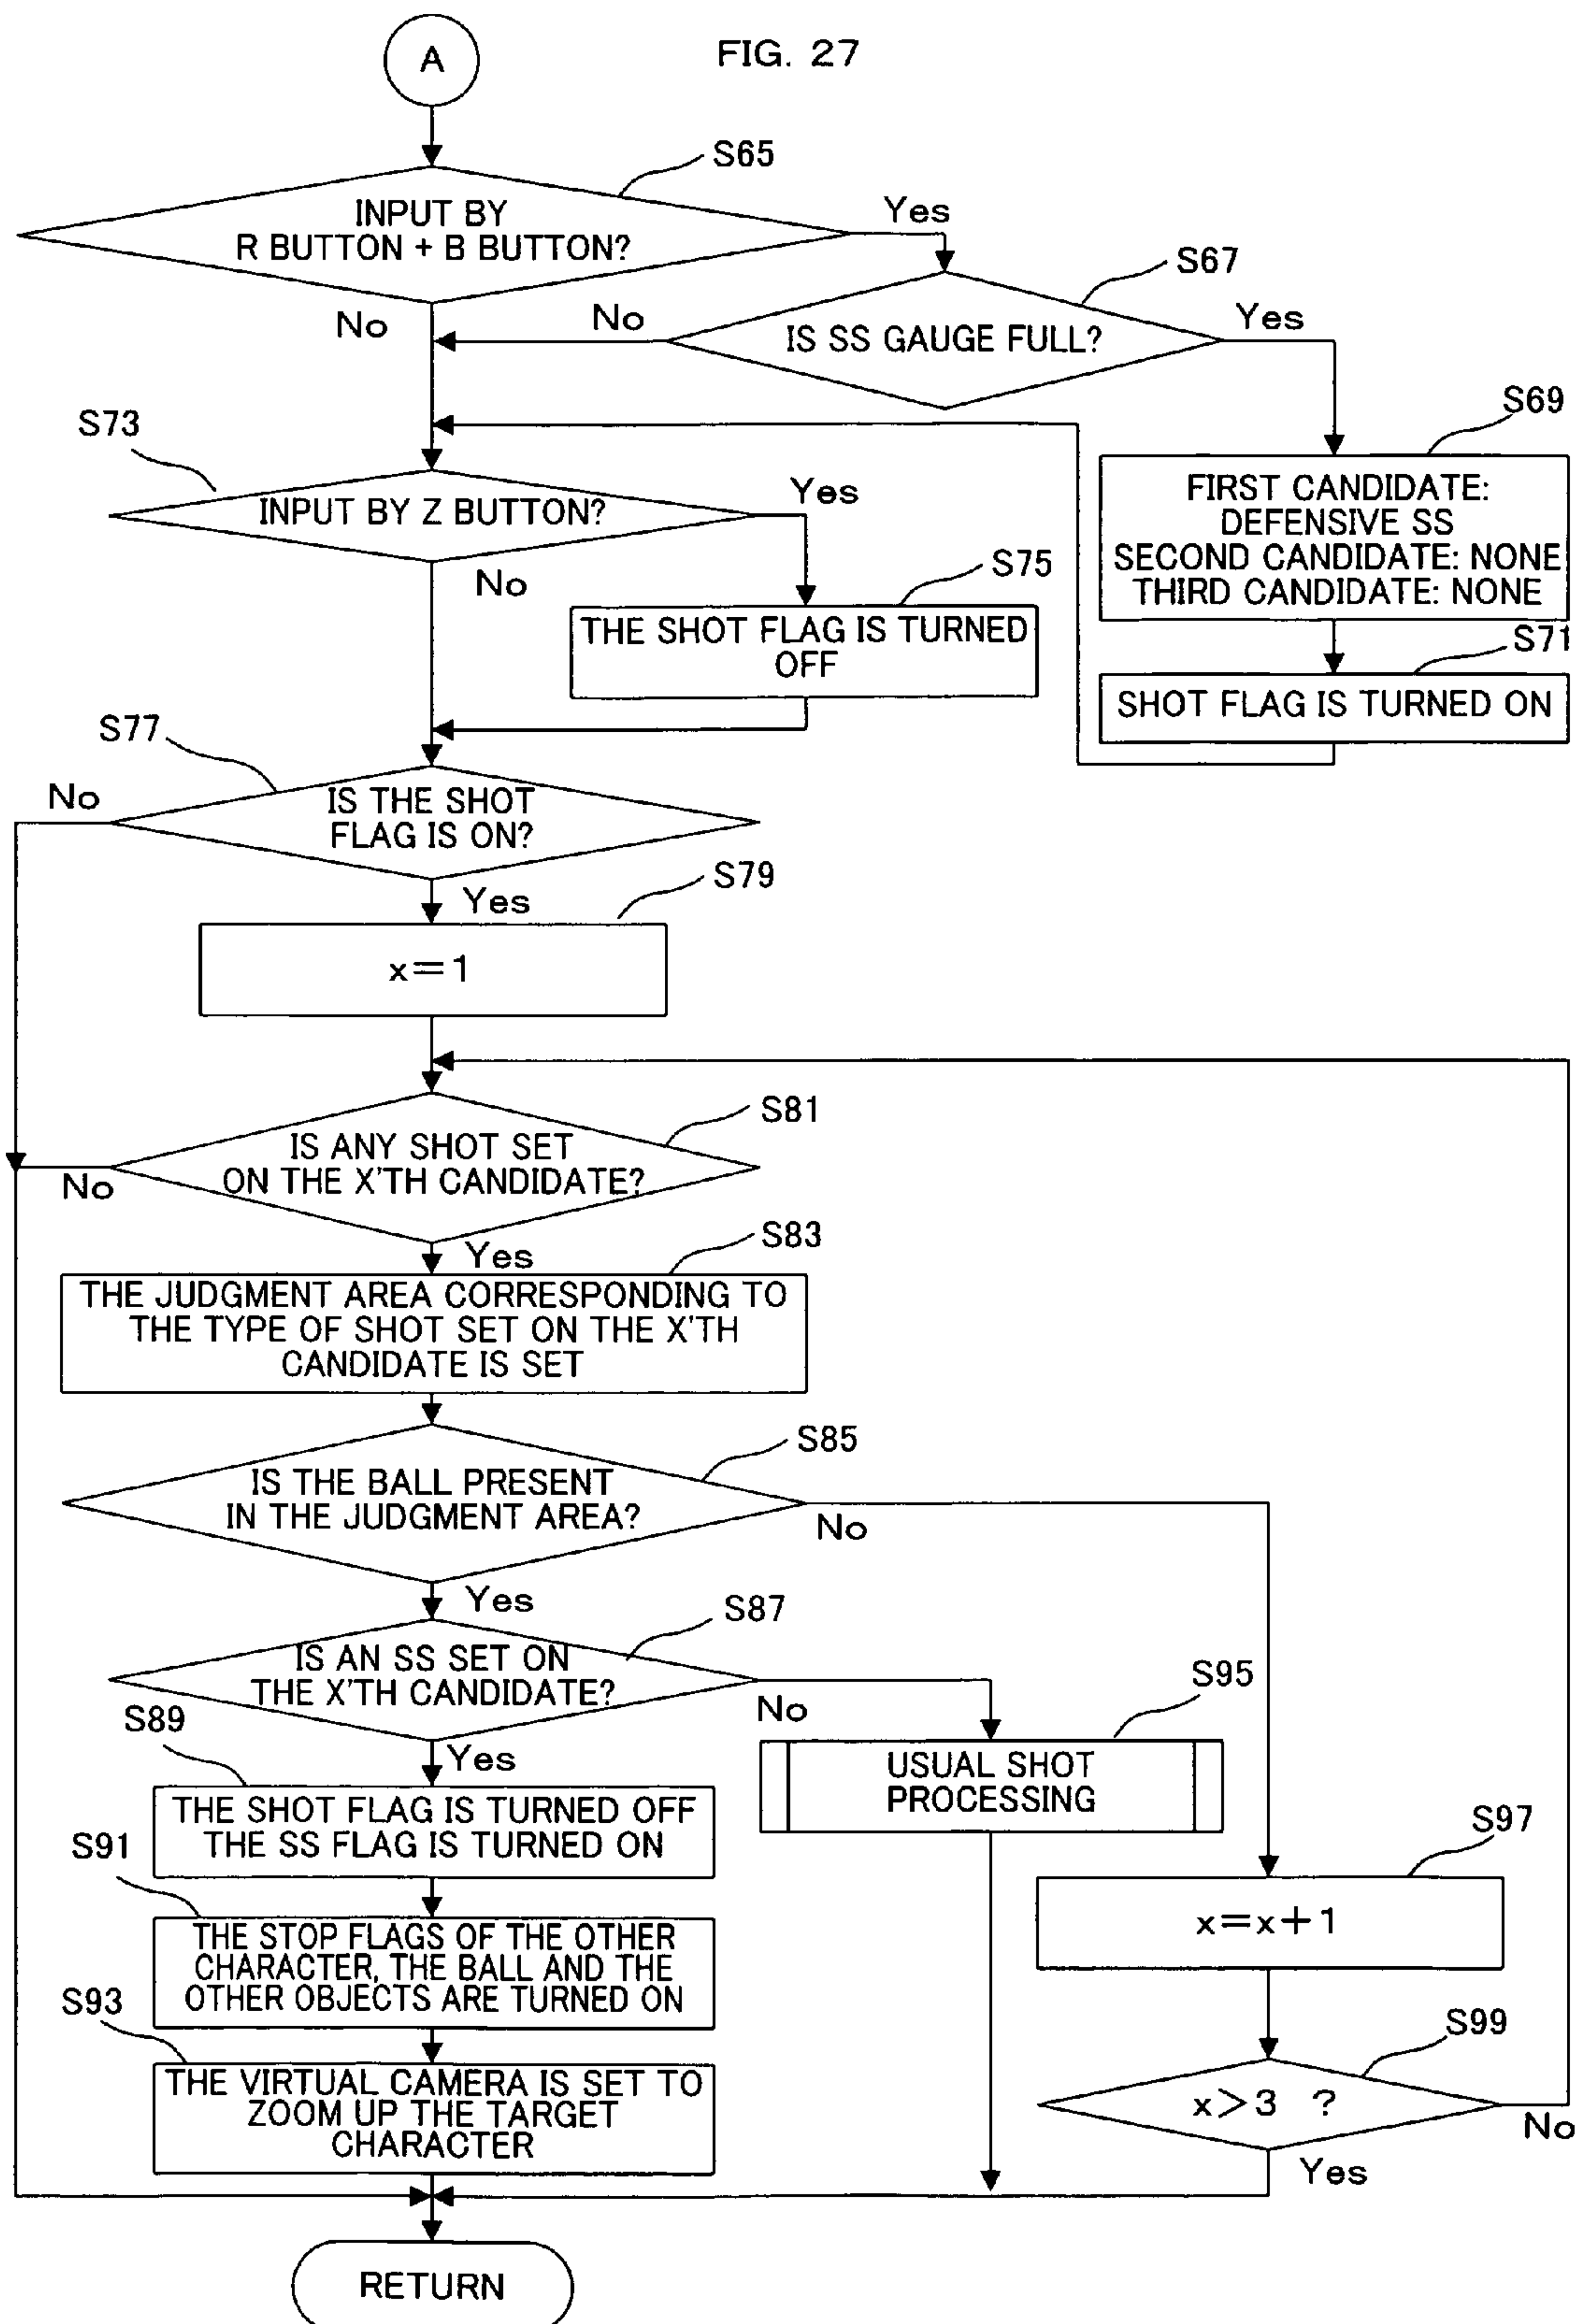 FIG. 27
A
S65
INPUT BY
R BUTTON + B BUTTON?
Yes
No
S67
IS SS GAUGE FULL?
No
Yes
S69
FIRST CANDIDATE:
DEFENSIVE SS
SECOND CANDIDATE: NONE
THIRD CANDIDATE: NONE
S71
SHOT FLAG IS TURNED ON
S73
INPUT BY Z BUTTON?
Yes
No
S75
THE SHOT FLAG IS TURNED
OFF
S77
IS THE SHOT
FLAG IS ON?
No
Yes
S79
x=1
S81
IS ANY SHOT SET
ON THE X'TH CANDIDATE?
No
Yes
S83
THE JUDGMENT AREA CORRESPONDING TO
THE TYPE OF SHOT SET ON THE X'TH
CANDIDATE IS SET
S85
IS THE BALL PRESENT
IN THE JUDGMENT AREA?
No
Yes
S87
IS AN SS SET ON
THE X'TH CANDIDATE?
No
Yes
S95
USUAL SHOT
PROCESSING
S89
THE SHOT FLAG IS TURNED OFF
THE SS FLAG IS TURNED ON
S91
THE STOP FLAGS OF THE OTHER
CHARACTER, THE BALL AND THE
OTHER OBJECTS ARE TURNED ON
S93
THE VIRTUAL CAMERA IS SET TO
ZOOM UP THE TARGET
CHARACTER
S97
x=x+1
S99
x>3 ?
No
Yes
RETURN